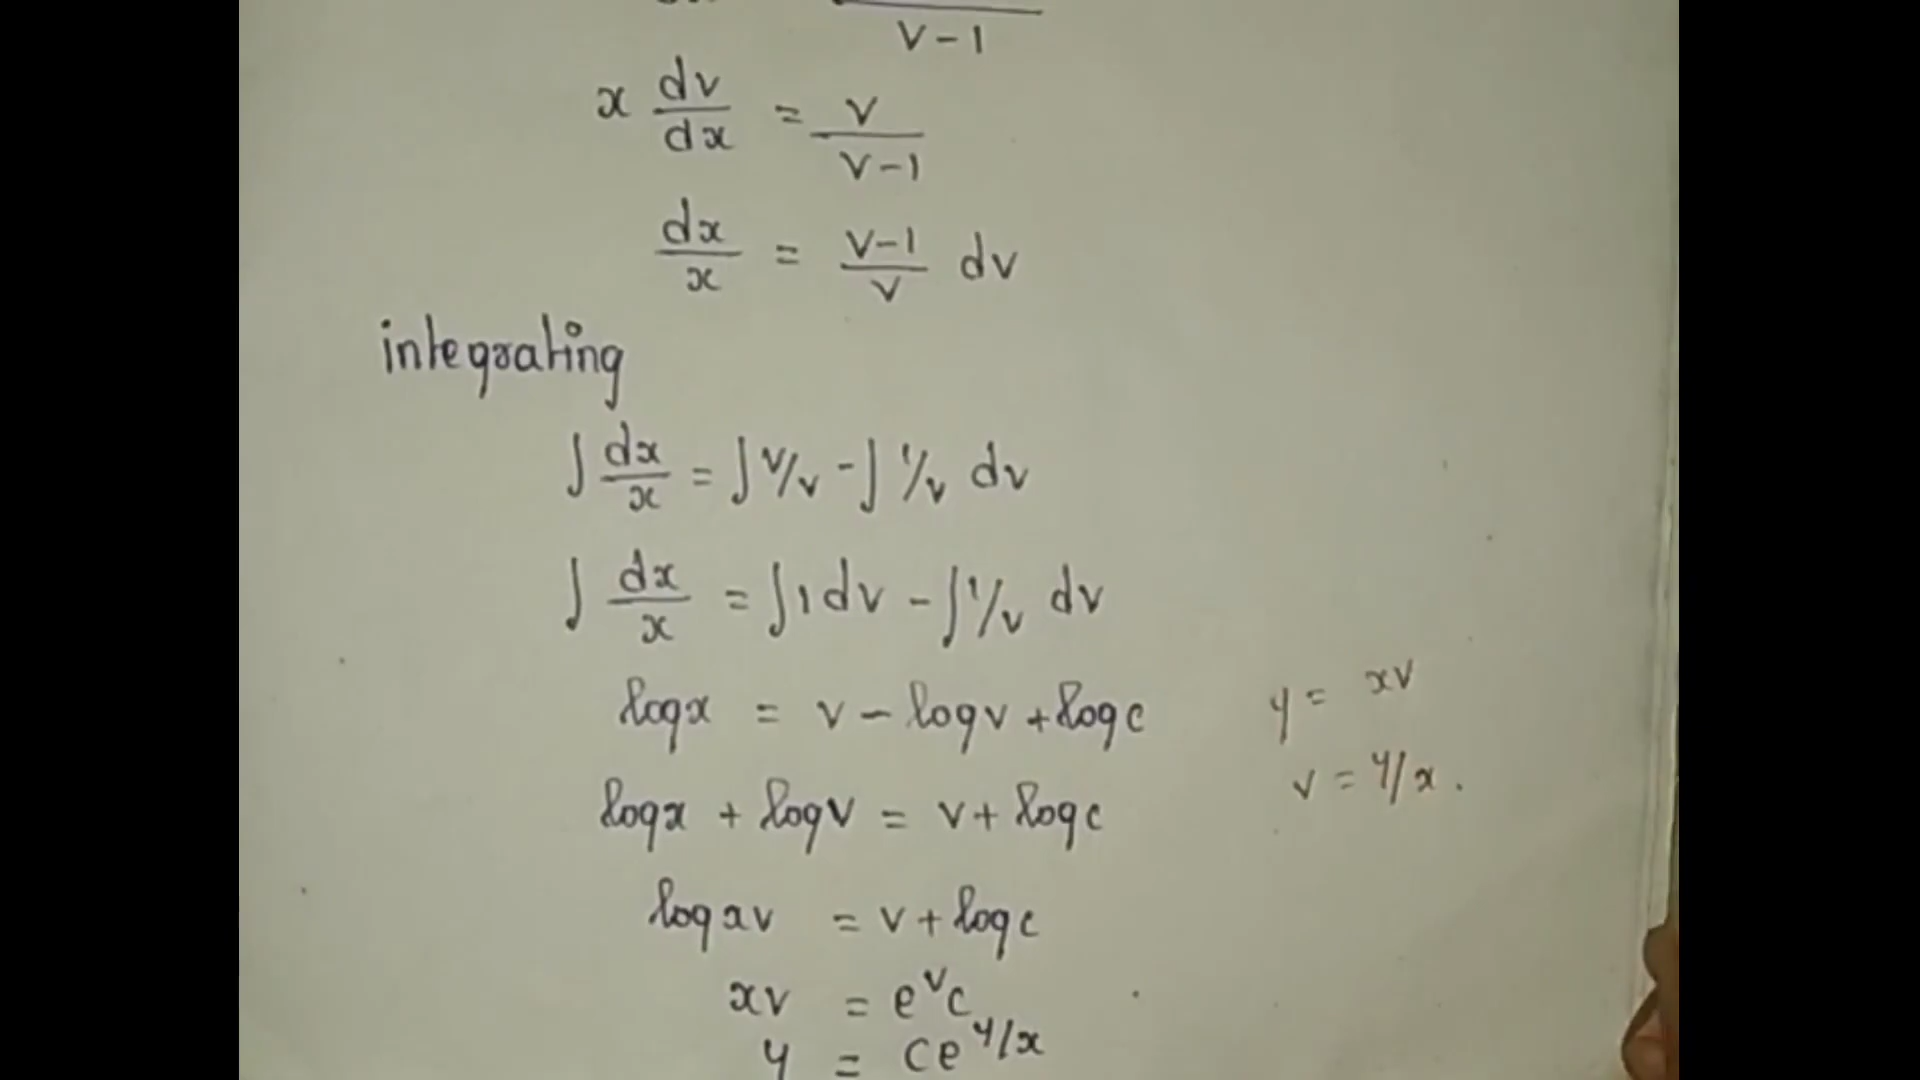 v-1
x dv/dx = v/v-1
dx/x = v-1/v dv
integrating
∫ dx/x = ∫ v/v - ∫ 1/v dv
∫ dx/x = ∫ 1 dv - ∫ 1/v dv
log x = v - log v + log c
y = xv
log x + log v = v + log c
v = y/x .
log xv = v + log c
xv = e^v c
y = c e^y/x